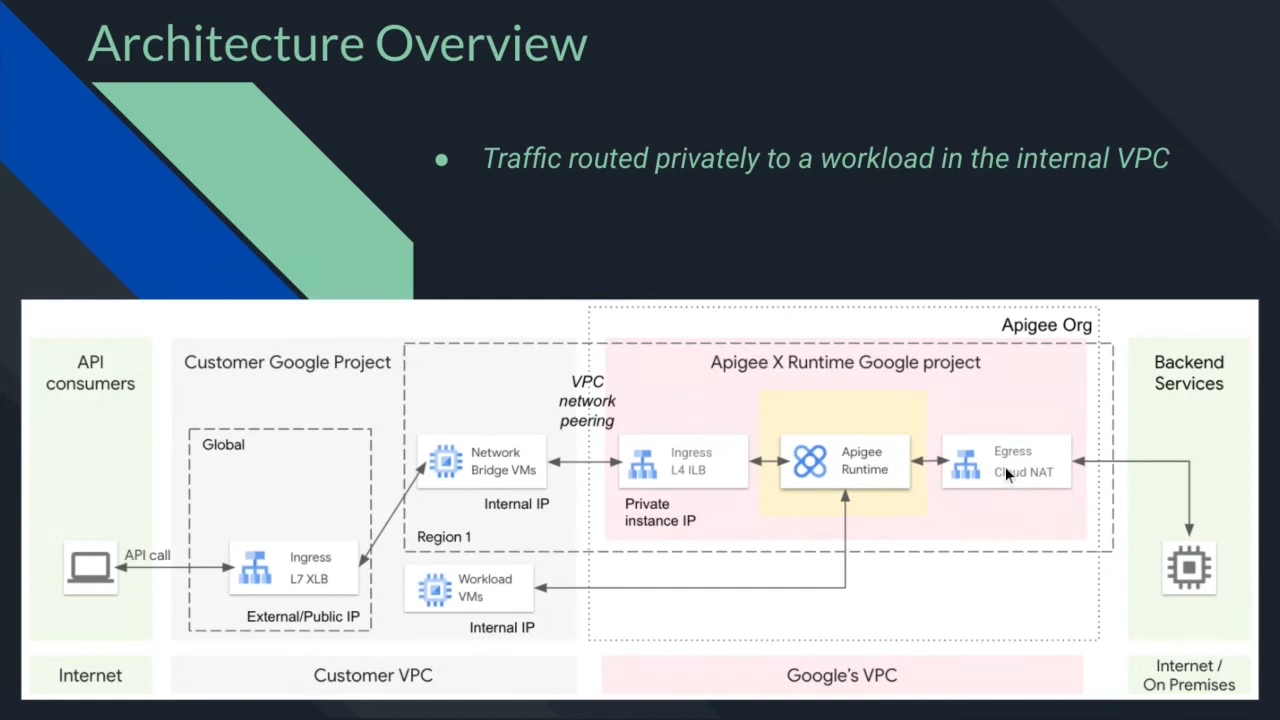 Architecture Overview
● Traffic routed privately to a workload in the internal VPC
Apigee Org
API
consumers
Customer Google Project
VPC
network
peering
Apigee X Runtime Google project
Backend
Services
Global
Network
Bridge VMs
Internal IP
Ingress
L4 ILB
Private
instance IP
Apigee
Runtime
Egress
Cloud NAT
Region 1
API call
Ingress
L7 XLB
External/Public IP
Workload
VMs
Internal IP
Internet
Customer VPC
Google's VPC
Internet /
On Premises